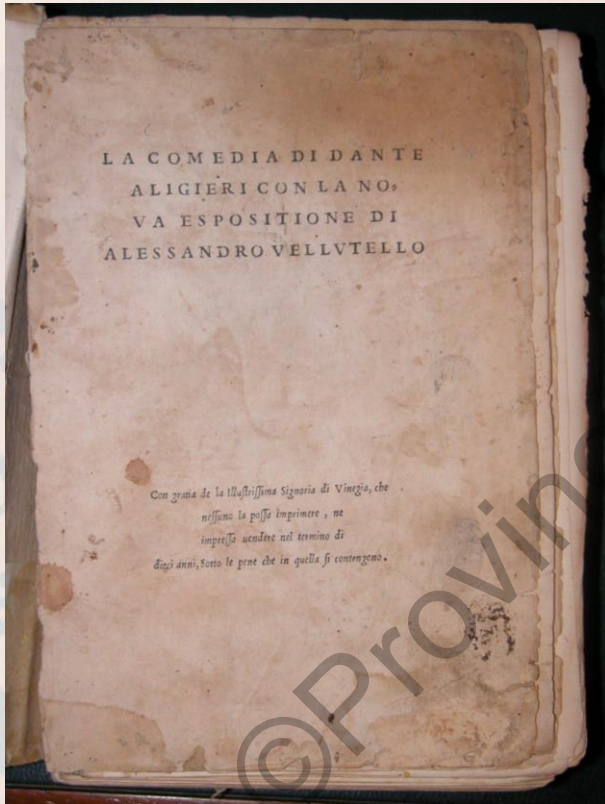 LA COMEDIA DI DANTE
ALIGIERI CON LA NO,
VA ESPOSITIONE DI
ALESSANDRO VELLVTELLO
Con gratia de la Illustrissima Signoria di Vinegia, che
nessuno la possa imprimere, ne
impressa uendere nel termino di
dieci anni, Sotto le pene che in quella si contengono.
©Provinc